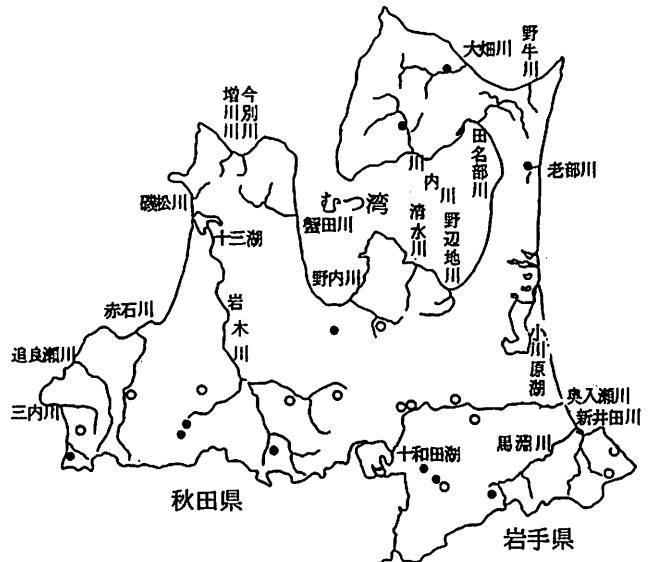 大畑川
野牛川
今別川
増川川
田名部川
川内川
老部川
むつ湾
磯松川
蟹田川
清水川
野辺地川
十三湖
野内川
赤石川
岩木川
小川原湖
追良瀬川
奥入瀬川
三内川
新井田川
馬淵川
十和田湖
秋田県
岩手県